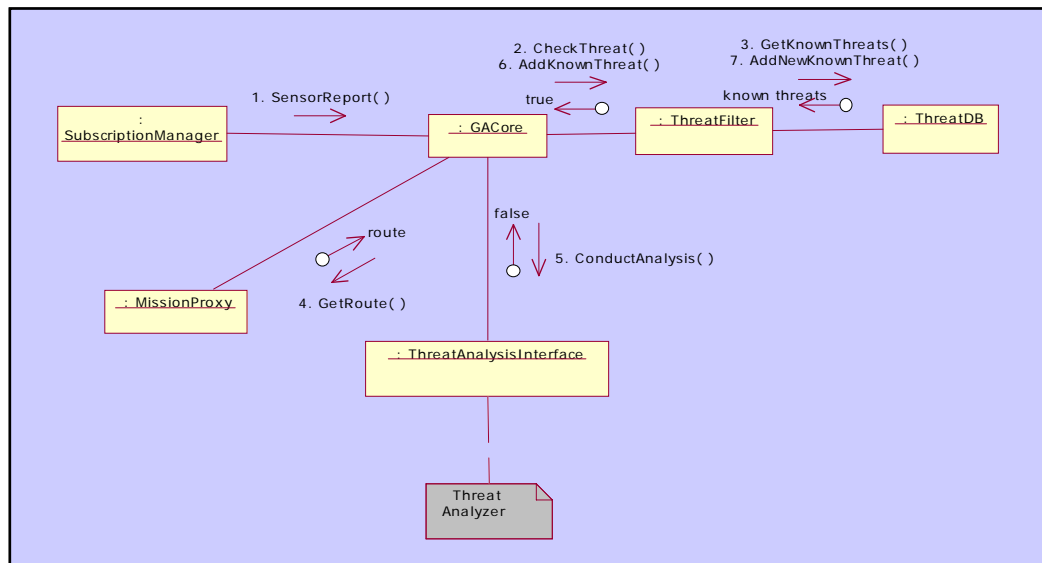 2. CheckThreat( )
6. AddKnownThreat( )
3. GetKnownThreats( )
7. AddNewKnownThreat( )
1. SensorReport( )
true
known threats
:
SubscriptionManager
: GACore
: ThreatFilter
: ThreatDB
false
route
5. ConductAnalysis( )
4. GetRoute( )
: MissionProxy
: ThreatAnalysisInterface
Threat
Analyzer